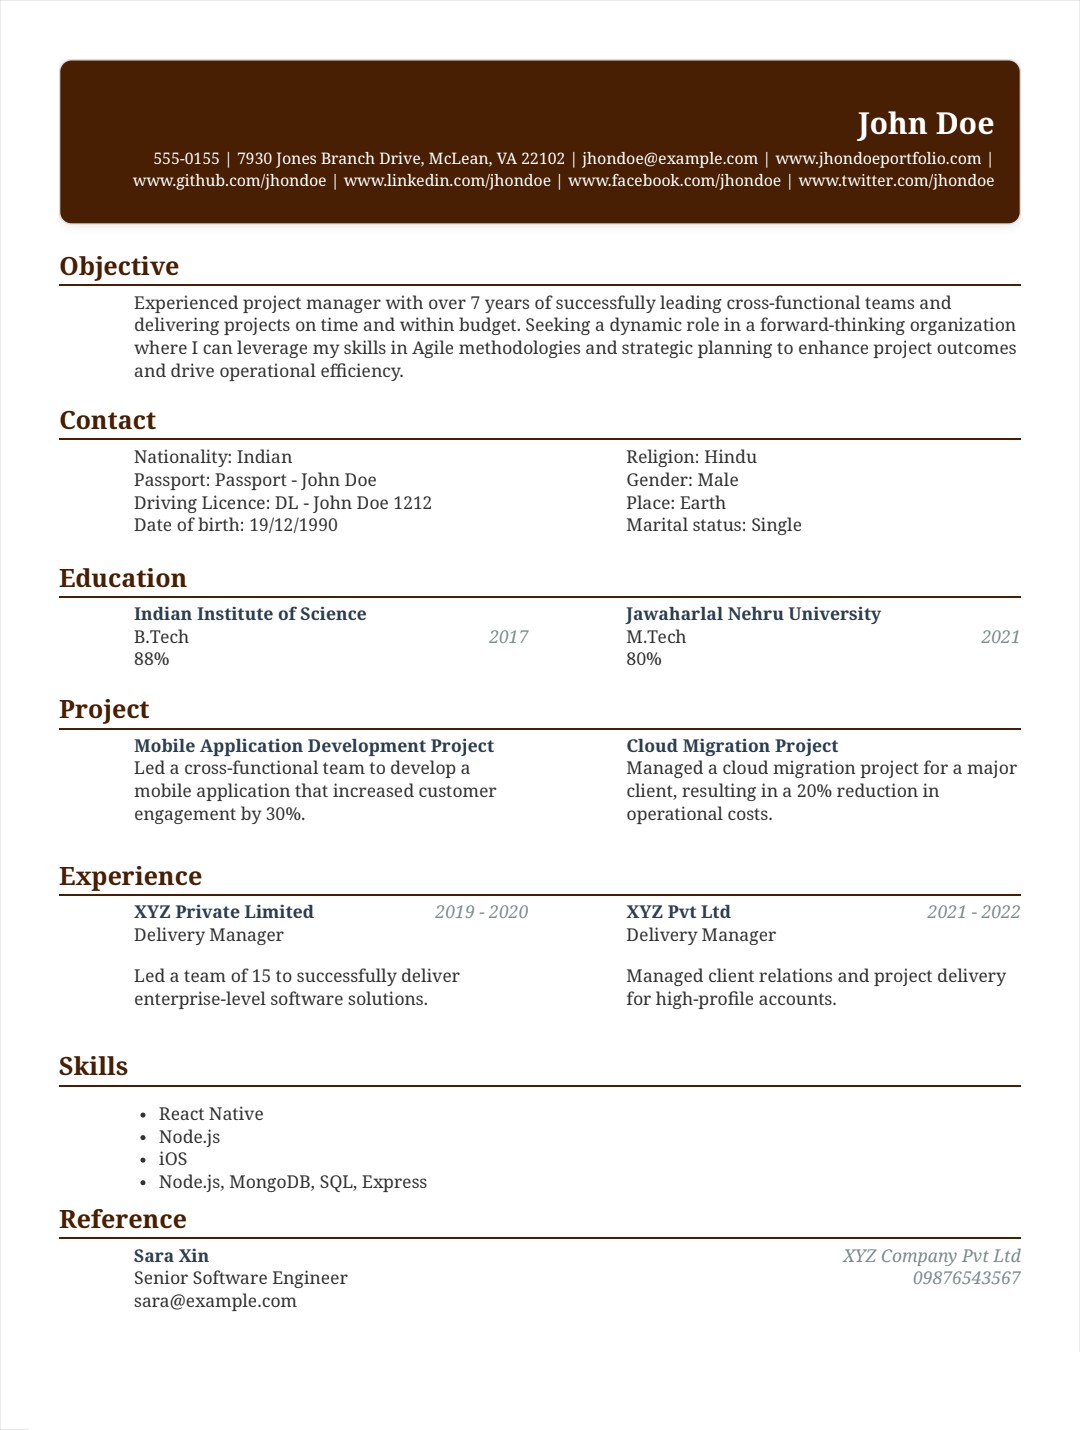 John Doe
555-0155 | 7930 Jones Branch Drive, McLean, VA 22102 | jhondoe@example.com | www.jhondoeportfolio.com |
www.github.com/jhondoe | www.linkedin.com/jhondoe | www.facebook.com/jhondoe | www.twitter.com/jhondoe
Objective
Experienced project manager with over 7 years of successfully leading cross-functional teams and
delivering projects on time and within budget. Seeking a dynamic role in a forward-thinking organization
where I can leverage my skills in Agile methodologies and strategic planning to enhance project outcomes
and drive operational efficiency.
Contact
Nationality: Indian
Passport: Passport - John Doe
Driving Licence: DL - John Doe 1212
Date of birth: 19/12/1990
Religion: Hindu
Gender: Male
Place: Earth
Marital status: Single
Education
Indian Institute of Science
B.Tech 2017
88%
Jawaharlal Nehru University
M.Tech 2021
80%
Project
Mobile Application Development Project
Led a cross-functional team to develop a
mobile application that increased customer
engagement by 30%.
Cloud Migration Project
Managed a cloud migration project for a major
client, resulting in a 20% reduction in
operational costs.
Experience
XYZ Private Limited 2019 - 2020
Delivery Manager
Led a team of 15 to successfully deliver
enterprise-level software solutions.
XYZ Pvt Ltd 2021 - 2022
Delivery Manager
Managed client relations and project delivery
for high-profile accounts.
Skills
• React Native
• Node.js
• iOS
• Node.js, MongoDB, SQL, Express
Reference
Sara Xin XYZ Company Pvt Ltd
Senior Software Engineer 09876543567
sara@example.com